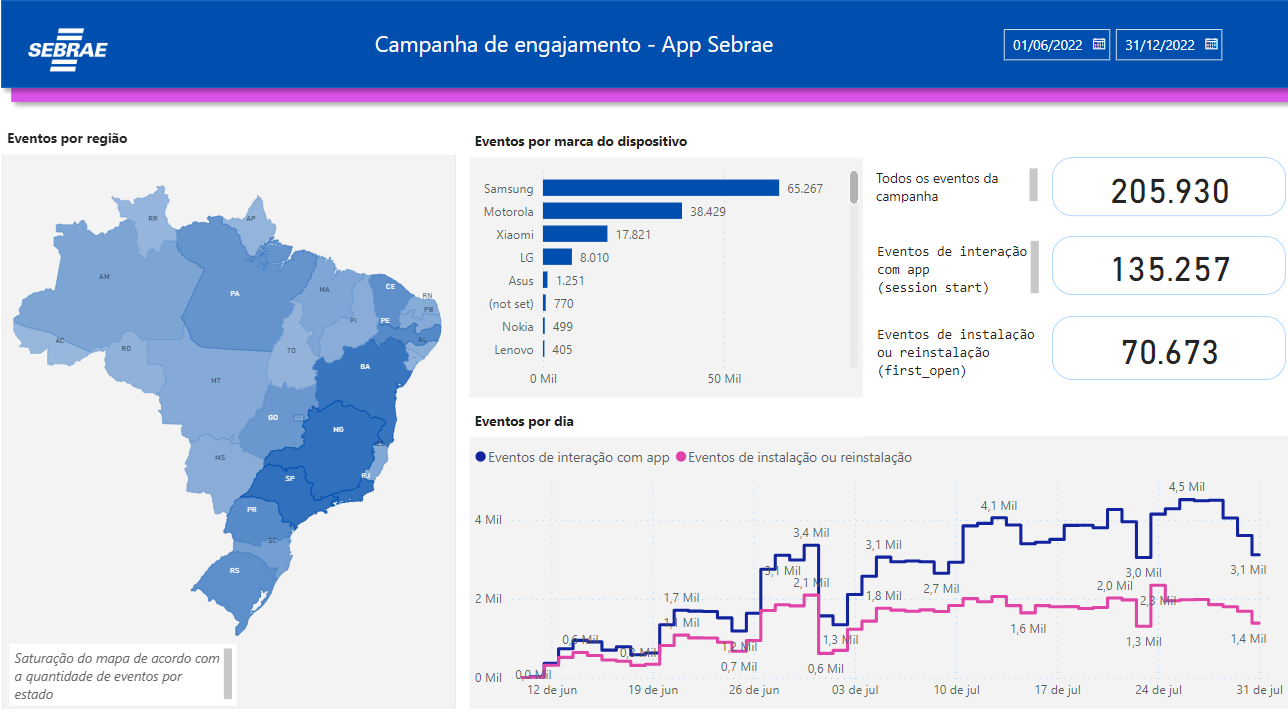 SEBRAE
Campanha de engajamento - App Sebrae
01/06/2022
31/12/2022
Eventos por região
RR
AP
AM
PA
MA
CE
RN
PB
PI
PE
AL
AC
RO
TO
BA
MT
GO
MG
MS
ES
SP
RJ
PR
SC
RS
Saturação do mapa de acordo com
a quantidade de eventos por
estado
Eventos por marca do dispositivo
Samsung 65.267
Motorola 38.429
Xiaomi 17.821
LG 8.010
Asus 1.251
(not set) 770
Nokia 499
Lenovo 405
0 Mil 50 Mil
Todos os eventos da
campanha
205.930
Eventos de interação
com app
(session start)
135.257
Eventos de instalação
ou reinstalação
(first_open)
70.673
Eventos por dia
Eventos de interação com app Eventos de instalação ou reinstalação
4 Mil
2 Mil
0 Mil
0,0 Mil
0,6 Mil
1,7 Mil
1,1 Mil
1,2 Mil
0,7 Mil
3,1 Mil
3,4 Mil
2,1 Mil
1,3 Mil
0,6 Mil
3,1 Mil
1,8 Mil
2,7 Mil
4,1 Mil
1,6 Mil
2,0 Mil
3,0 Mil
1,3 Mil
2,3 Mil
4,5 Mil
3,1 Mil
1,4 Mil
12 de jun 19 de jun 26 de jun 03 de jul 10 de jul 17 de jul 24 de jul 31 de jul